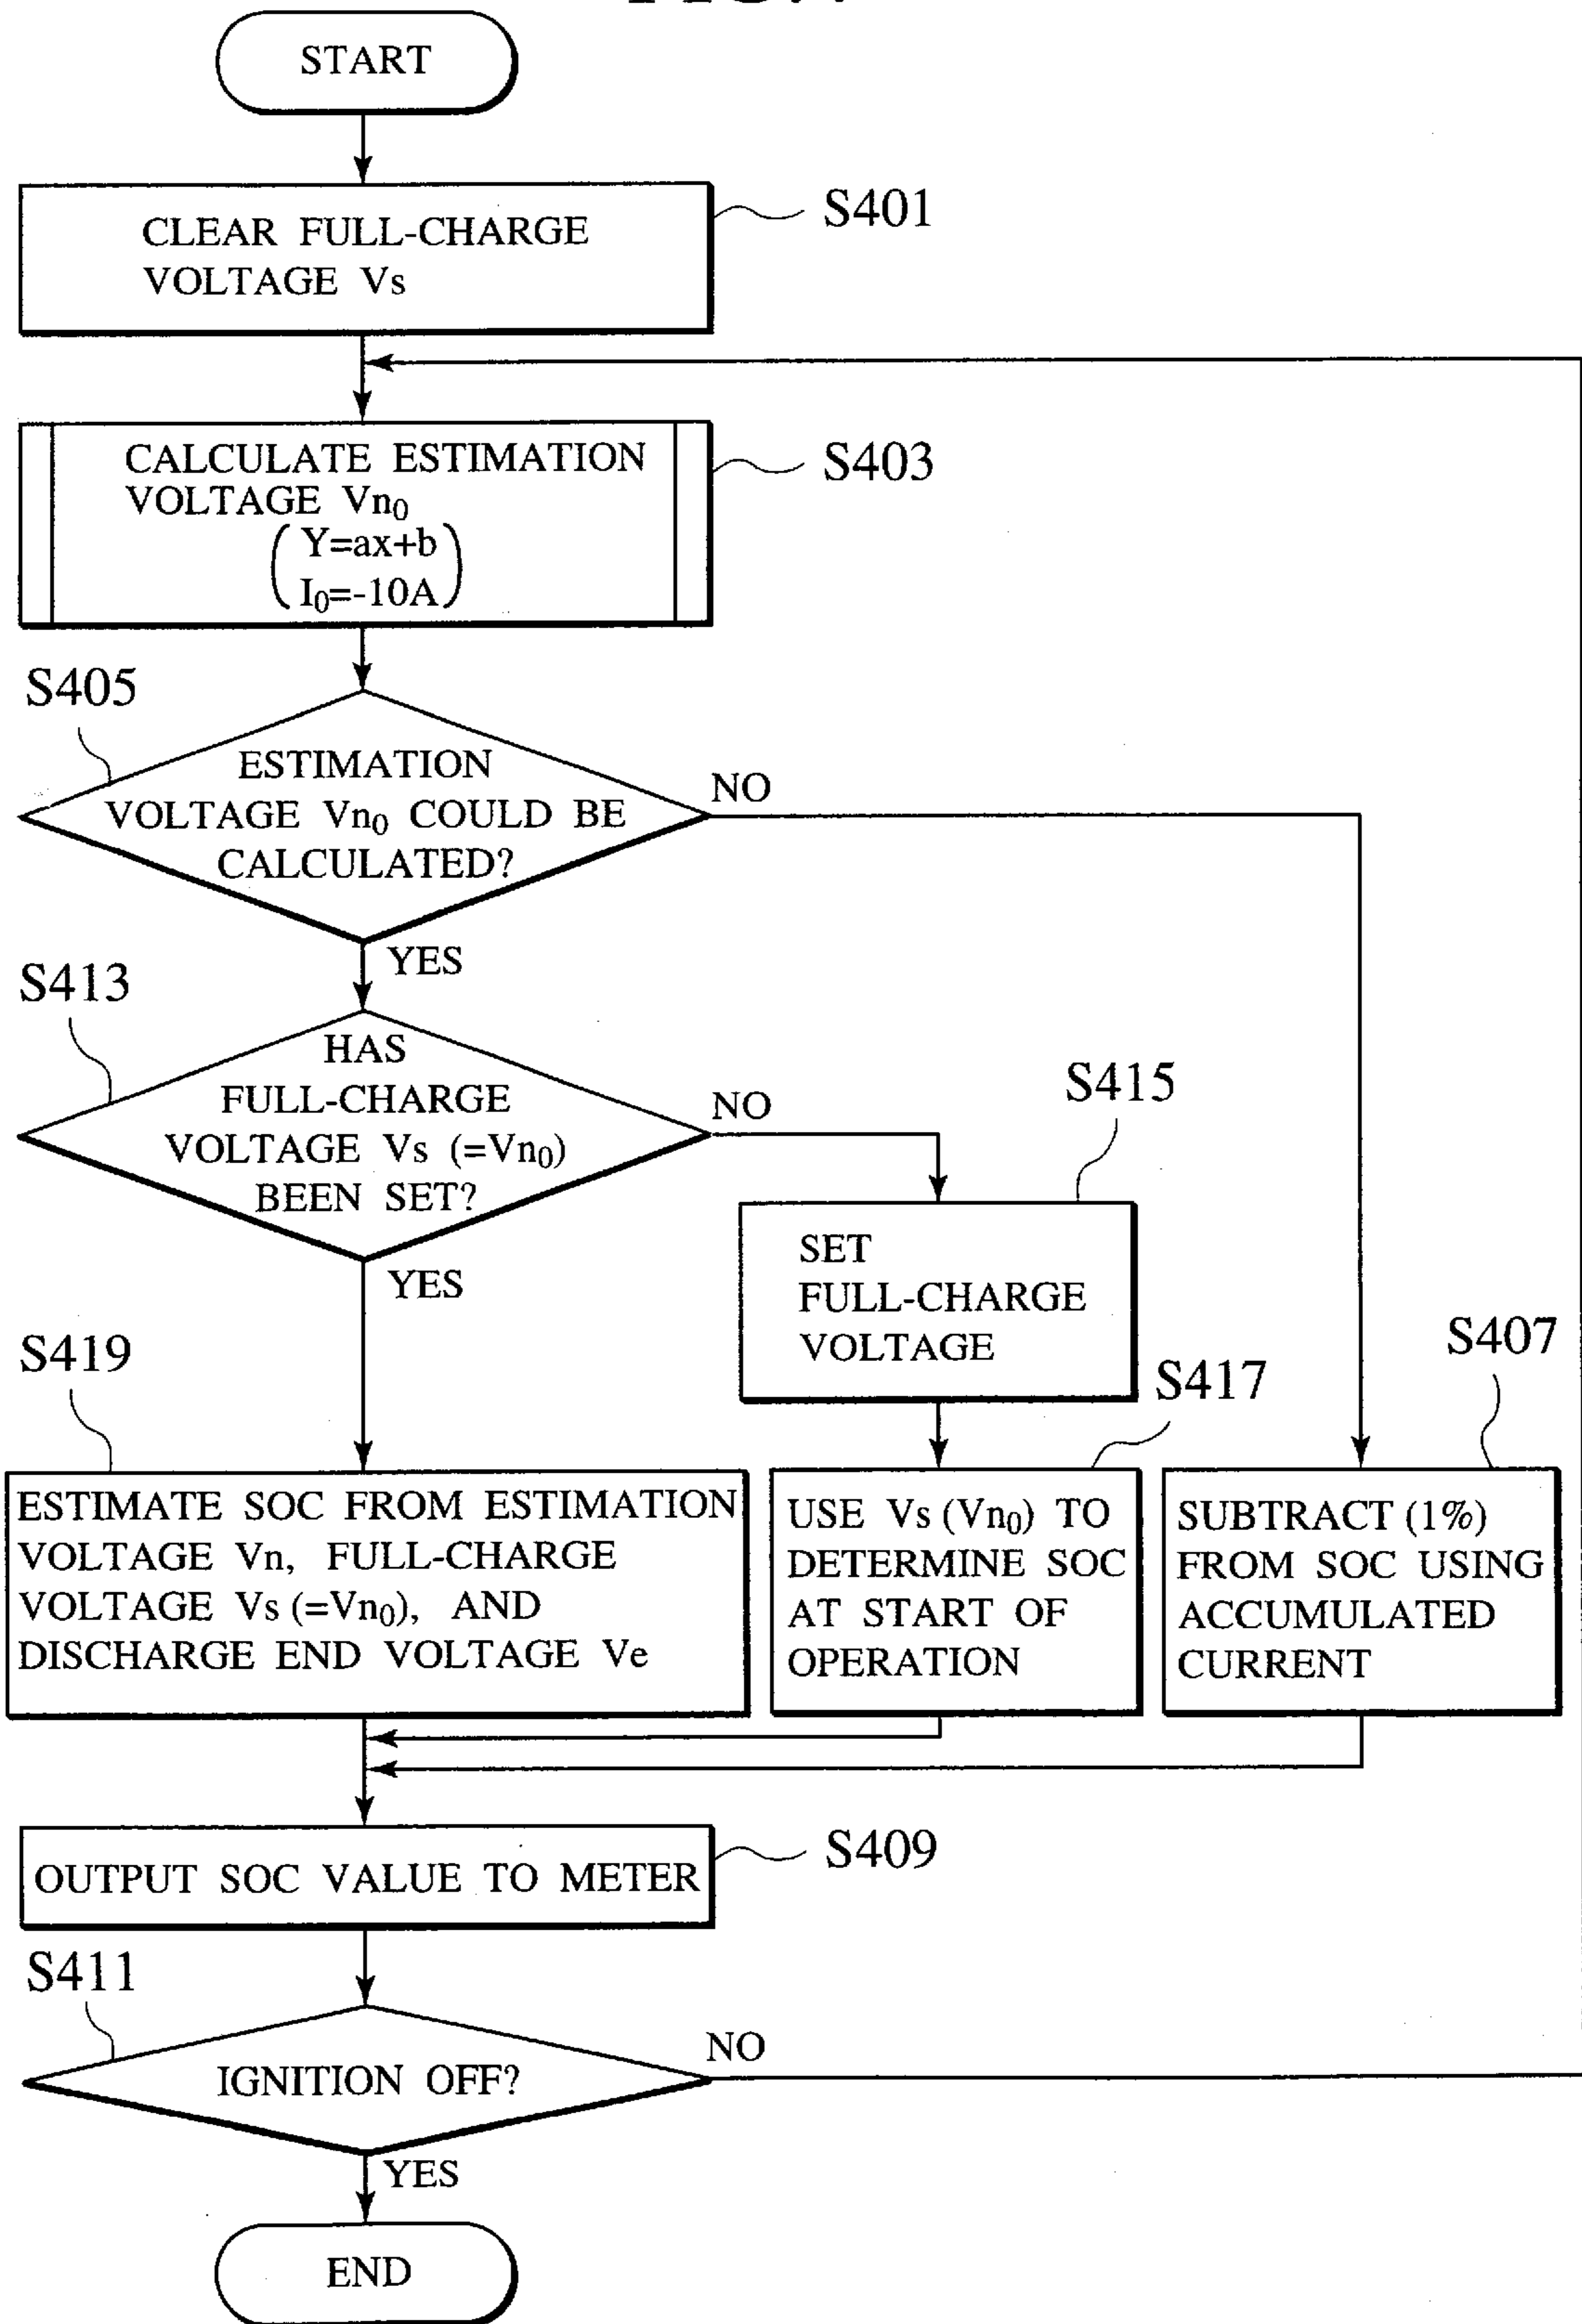 START
CLEAR FULL-CHARGE
VOLTAGE Vs
S401
CALCULATE ESTIMATION
VOLTAGE Vn0
Y=ax+b
I0=-10A
S403
S405
ESTIMATION
VOLTAGE Vn0 COULD BE
CALCULATED?
NO
YES
S413
HAS
FULL-CHARGE
VOLTAGE Vs (=Vn0)
BEEN SET?
NO
YES
S415
SET
FULL-CHARGE
VOLTAGE
S419
ESTIMATE SOC FROM ESTIMATION
VOLTAGE Vn, FULL-CHARGE
VOLTAGE Vs (=Vn0), AND
DISCHARGE END VOLTAGE Ve
S417
USE Vs (Vn0) TO
DETERMINE SOC
AT START OF
OPERATION
S407
SUBTRACT (1%)
FROM SOC USING
ACCUMULATED
CURRENT
OUTPUT SOC VALUE TO METER
S409
S411
IGNITION OFF?
NO
YES
END